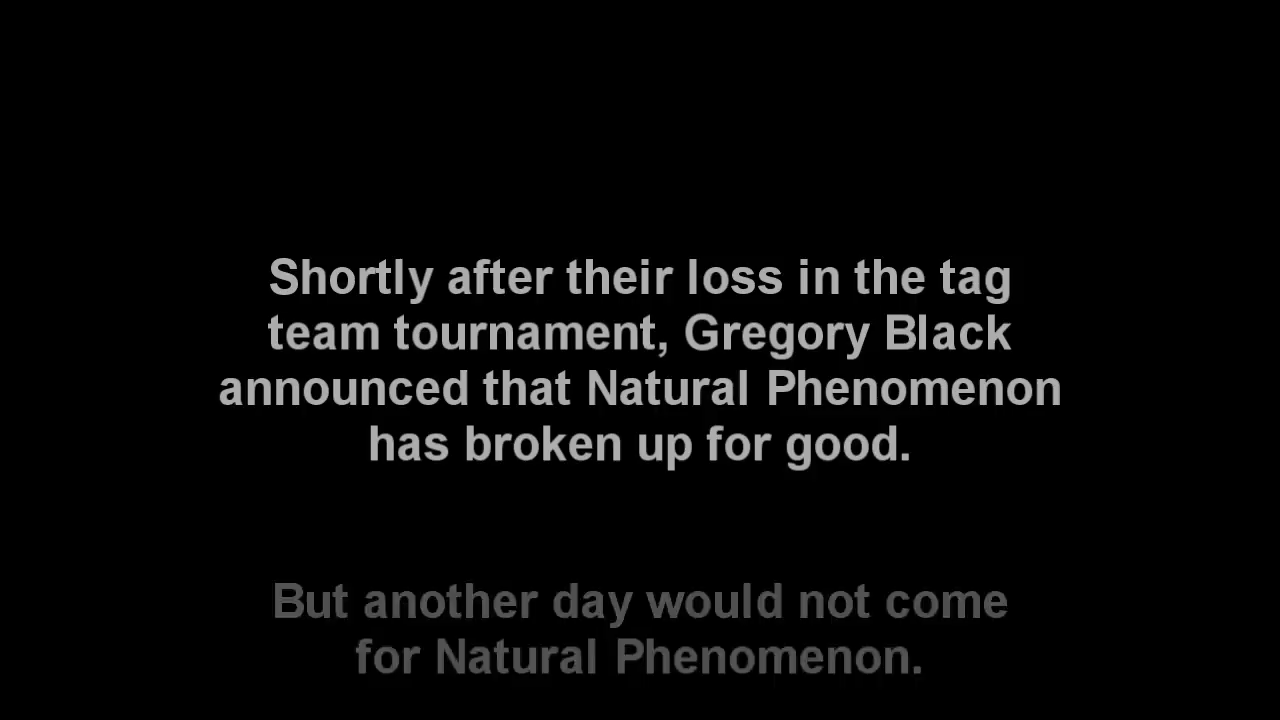 Shortly after their loss in the tag
team tournament, Gregory Black
announced that Natural Phenomenon
has broken up for good.
But another day would not come
for Natural Phenomenon.